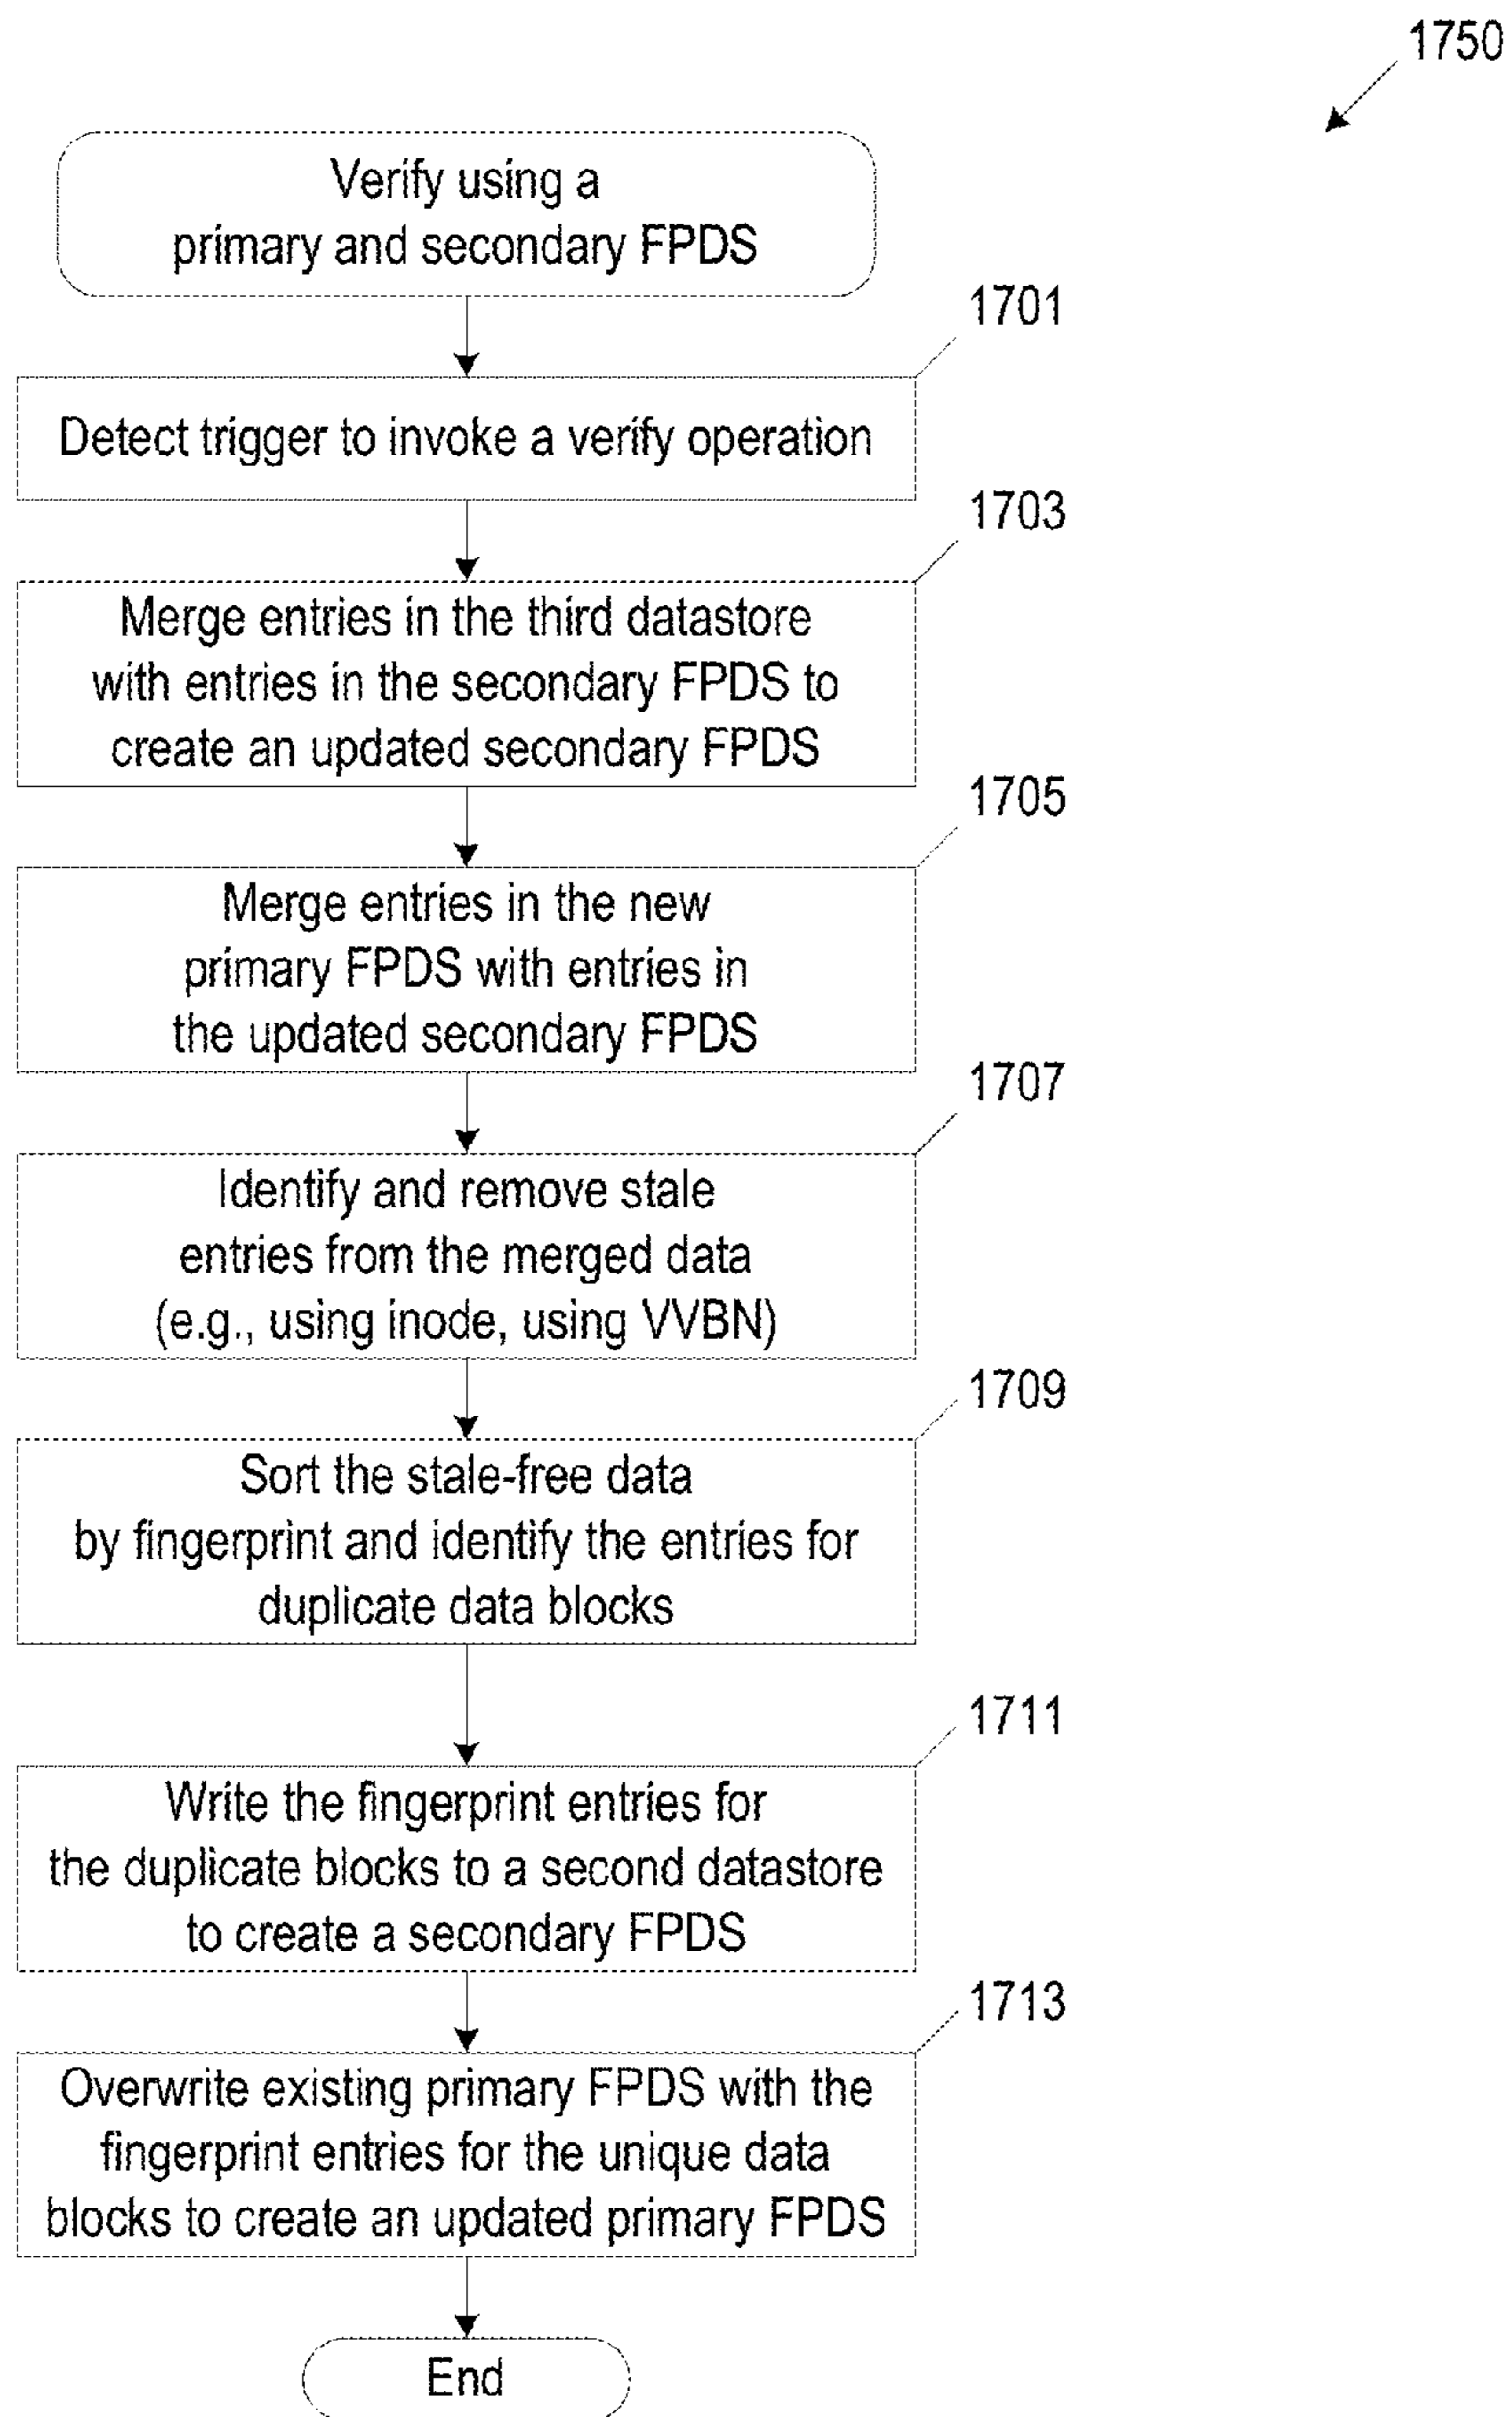 1750
Verify using a
primary and secondary FPDS
1701
Detect trigger to invoke a verify operation
1703
Merge entries in the third datastore
with entries in the secondary FPDS to
create an updated secondary FPDS
1705
Merge entries in the new
primary FPDS with entries in
the updated secondary FPDS
1707
Identify and remove stale
entries from the merged data
(e.g., using inode, using VVBN)
1709
Sort the stale-free data
by fingerprint and identify the entries for
duplicate data blocks
1711
Write the fingerprint entries for
the duplicate blocks to a second datastore
to create a secondary FPDS
1713
Overwrite existing primary FPDS with the
fingerprint entries for the unique data
blocks to create an updated primary FPDS
End